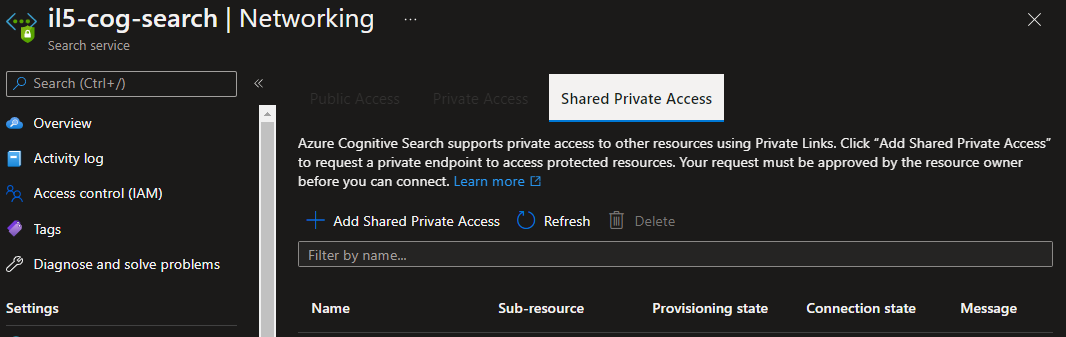 il5-cog-search | Networking ...
Search service
Search (Ctrl+/)
Overview
Activity log
Access control (IAM)
Tags
Diagnose and solve problems
Settings
Public Access Private Access Shared Private Access
Azure Cognitive Search supports private access to other resources using Private Links. Click “Add Shared Private Access”
to request a private endpoint to access protected resources. Your request must be approved by the resource owner
before you can connect. Learn more
Add Shared Private Access Refresh Delete
Filter by name...
Name Sub-resource Provisioning state Connection state Message